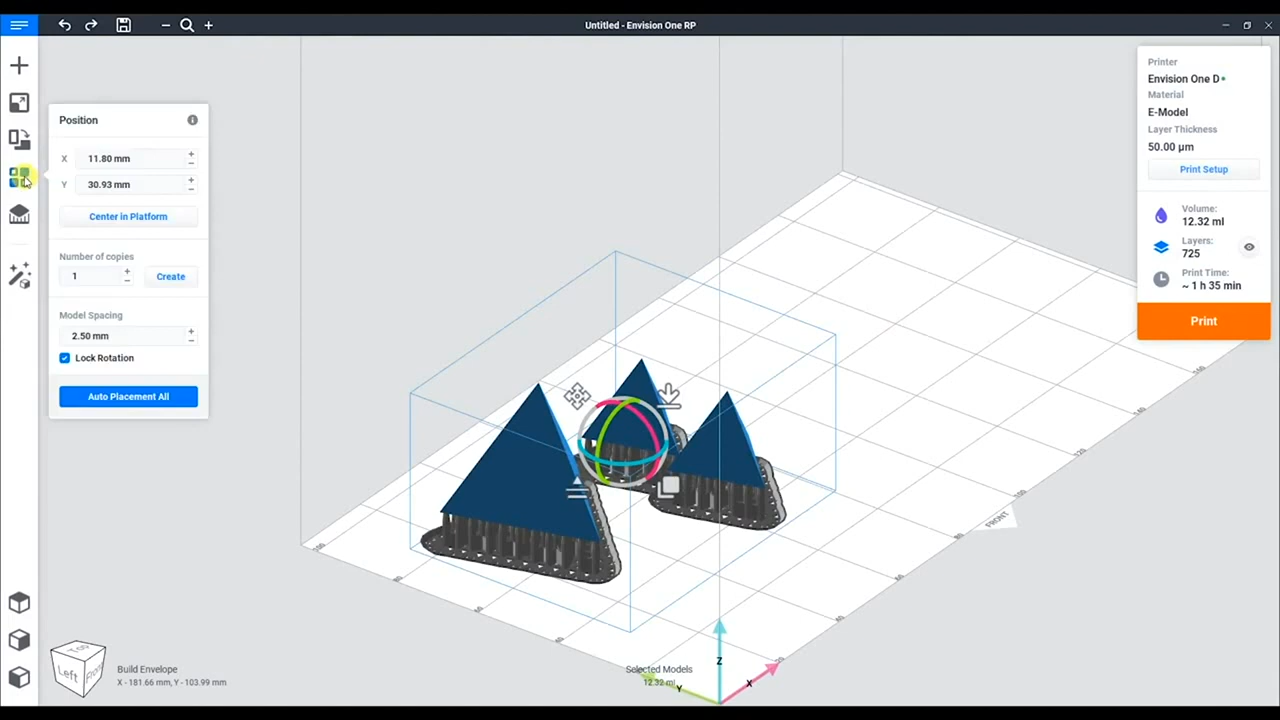 Untitled - Envision One RP
Position
X 11.80 mm
Y 30.93 mm
Center in Platform
Number of copies
1 Create
Model Spacing
2.50 mm
Lock Rotation
Auto Placement All
Printer
Envision One D
Material
E-Model
Layer Thickness
50.00 µm
Print Setup
Volume:
12.32 ml
Layers:
725
Print Time:
~ 1 h 35 min
Print
FRONT
Top
Left
Build Envelope
X - 181.66 mm, Y - 103.99 mm
Selected Models
12.32 ml
Z
Y
X